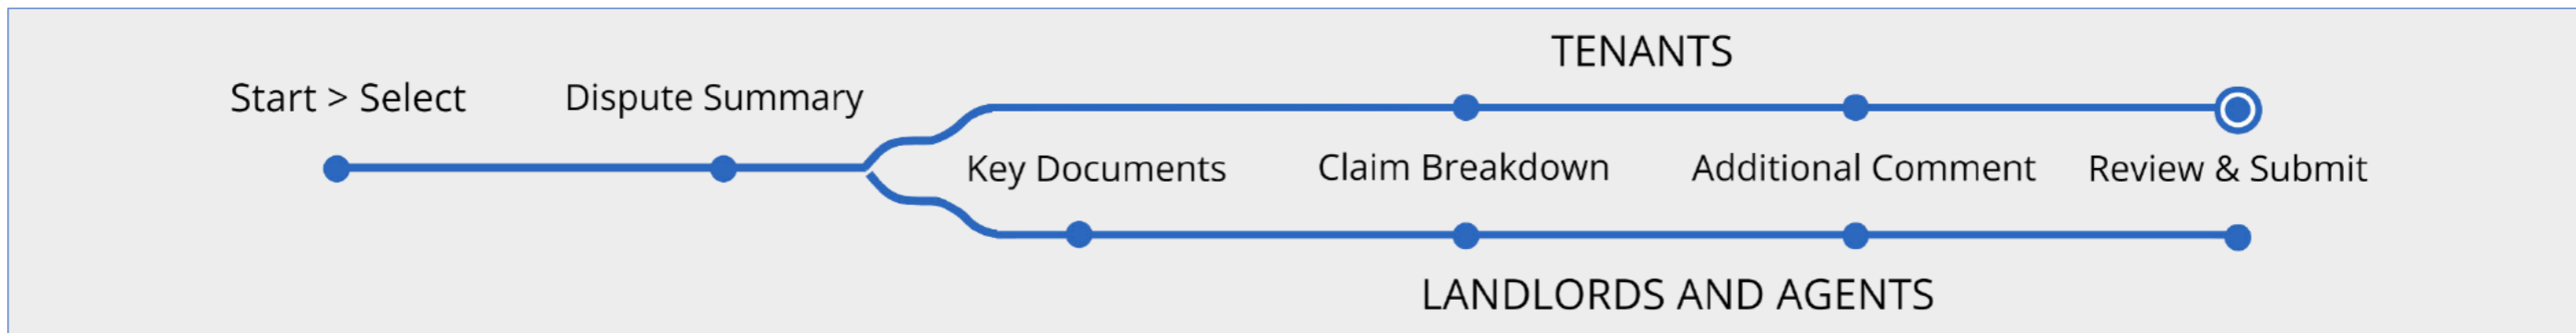 TENANTS
Start > Select
Dispute Summary
Key Documents
Claim Breakdown
Additional Comment
Review & Submit
LANDLORDS AND AGENTS